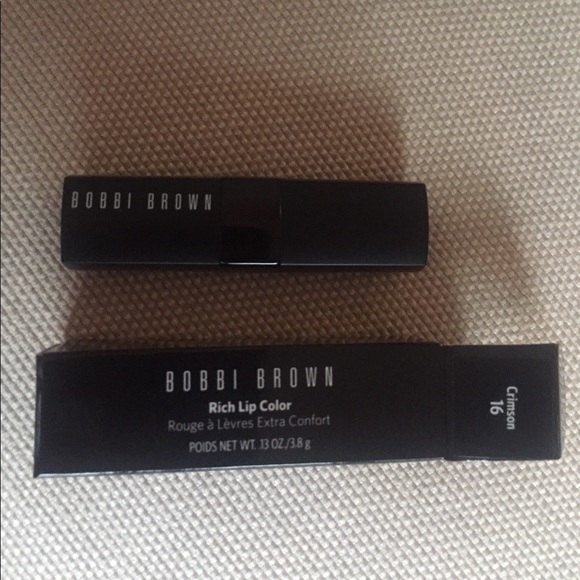 BOBBI BROWN
BOBBI BROWN
Rich Lip Color
Rouge à Lèvres Extra Confort
POIDS NET WT. .13 OZ./3.8 g
Crimson
16